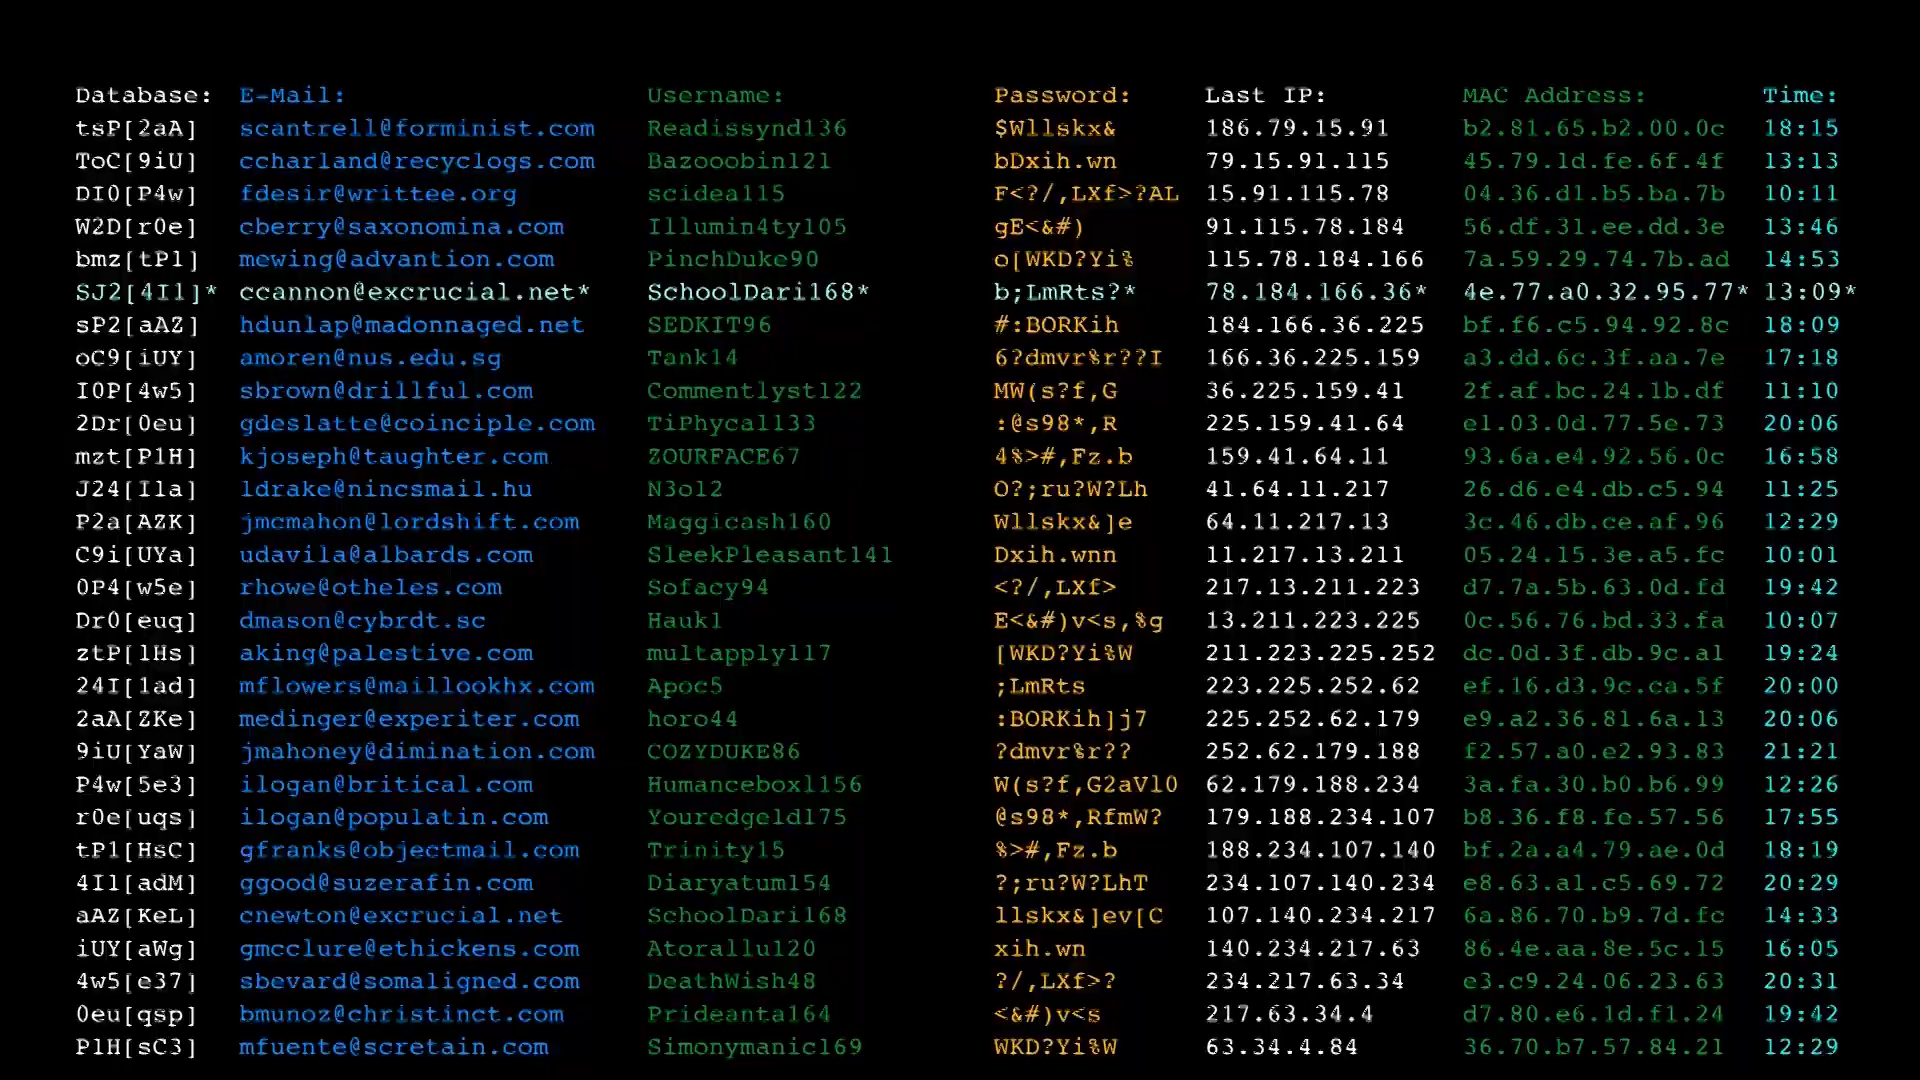 Database: E-Mail: Username: Password: Last IP: MAC Address: Time:
tsP[2aA] scantrell@forminist.com Readissynd136 $Wllskx& 186.79.15.91 b2.81.65.b2.00.0c 18:15
ToC[9iU] ccharland@recyclogs.com Bazooobin121 bDxih.wn 79.15.91.115 45.79.1d.fe.6f.4f 13:13
DI0[P4w] fdesir@writtee.org scidea115 F<?/,LXf>?AL 15.91.115.78 04.36.d1.b5.ba.7b 10:11
W2D[r0e] cberry@saxonomina.com Illumin4ty105 gE<&#) 91.115.78.184 56.df.31.ee.dd.3e 13:46
bmz[tP1] mewing@advantion.com PinchDuke90 o[WKD?Yi% 115.78.184.166 7a.59.29.74.7b.ad 14:53
SJ2[4I1]* ccannon@excrucial.net* SchoolDari168* b;LmRts?* 78.184.166.36* 4e.77.a0.32.95.77* 13:09*
sP2[aAZ] hdunlap@madonnaged.net SEDKIT96 #:BORKih 184.166.36.225 bf.f6.c5.94.92.8c 18:09
oC9[iUY] amoren@nus.edu.sg Tank14 6?dmvr%r??I 166.36.225.159 a3.dd.6c.3f.aa.7e 17:18
I0P[4w5] sbrown@drillful.com Commentlyst122 MW(s?f,G 36.225.159.41 2f.af.bc.24.1b.df 11:10
2Dr[0eu] gdeslatte@coinciple.com TiPhycal133 :@s98*,R 225.159.41.64 e1.03.0d.77.5e.73 20:06
mzt[P1H] kjoseph@taughter.com ZOURFACE67 4%>#,Fz.b 159.41.64.11 93.6a.e4.92.56.0c 16:58
J24[I1a] ldrake@nincsmail.hu N3o12 O?;ru?W?Lh 41.64.11.217 26.d6.e4.db.c5.94 11:25
P2a[AZK] jmcmahon@lordshift.com Maggicash160 Wllskx&]e 64.11.217.13 3c.46.db.ce.af.96 12:29
C9i[UYa] udavila@albards.com SleekPleasant141 Dxih.wnn 11.217.13.211 05.24.15.3e.a5.fc 10:01
0P4[w5e] rhowe@otheles.com Sofacy94 <?/,LXf> 217.13.211.223 d7.7a.5b.63.0d.fd 19:42
Dr0[euq] dmason@cybrdt.sc Hauk1 E<&#)v<s,%g 13.211.223.225 0c.56.76.bd.33.fa 10:07
ztP[1Hs] aking@palestive.com multapply117 [WKD?Yi%W 211.223.225.252 dc.0d.3f.db.9c.a1 19:24
24I[1ad] mflowers@maillookhx.com Apoc5 ;LmRts 223.225.252.62 ef.16.d3.9c.ca.5f 20:00
2aA[ZKe] medinger@experiter.com horo44 :BORKih]j7 225.252.62.179 e9.a2.36.81.6a.13 20:06
9iU[YaW] jmahoney@dimination.com COZYDUKE86 ?dmvr%r?? 252.62.179.188 f2.57.a0.e2.93.83 21:21
P4w[5e3] ilogan@britical.com Humancebox1156 W(s?f,G2aVl0 62.179.188.234 3a.fa.30.b0.b6.99 12:26
r0e[uqs] ilogan@populatin.com Youredgeld175 @s98*,RfmW? 179.188.234.107 b8.36.f8.fe.57.56 17:55
tP1[HsC] gfranks@objectmail.com Trinity15 %>#,Fz.b 188.234.107.140 bf.2a.a4.79.ae.0d 18:19
4I1[adM] ggood@suzerafin.com Diaryatum154 ?;ru?W?LhT 234.107.140.234 e8.63.a1.c5.69.72 20:29
aAZ[KeL] cnewton@excrucial.net SchoolDari168 llskx&]ev[C 107.140.234.217 6a.86.70.b9.7d.fc 14:33
iUY[aWg] gmcclure@ethickens.com Atorallu120 xih.wn 140.234.217.63 86.4e.aa.8e.5c.15 16:05
4w5[e37] sbevard@somaligned.com DeathWish48 ?/,LXf>? 234.217.63.34 e3.c9.24.06.23.63 20:31
0eu[qsp] bmunoz@christinct.com Prideanta164 <&#)v<s 217.63.34.4 d7.80.e6.1d.f1.24 19:42
P1H[sC3] mfuente@scretain.com Simonymanic169 WKD?Yi%W 63.34.4.84 36.70.b7.57.84.21 12:29